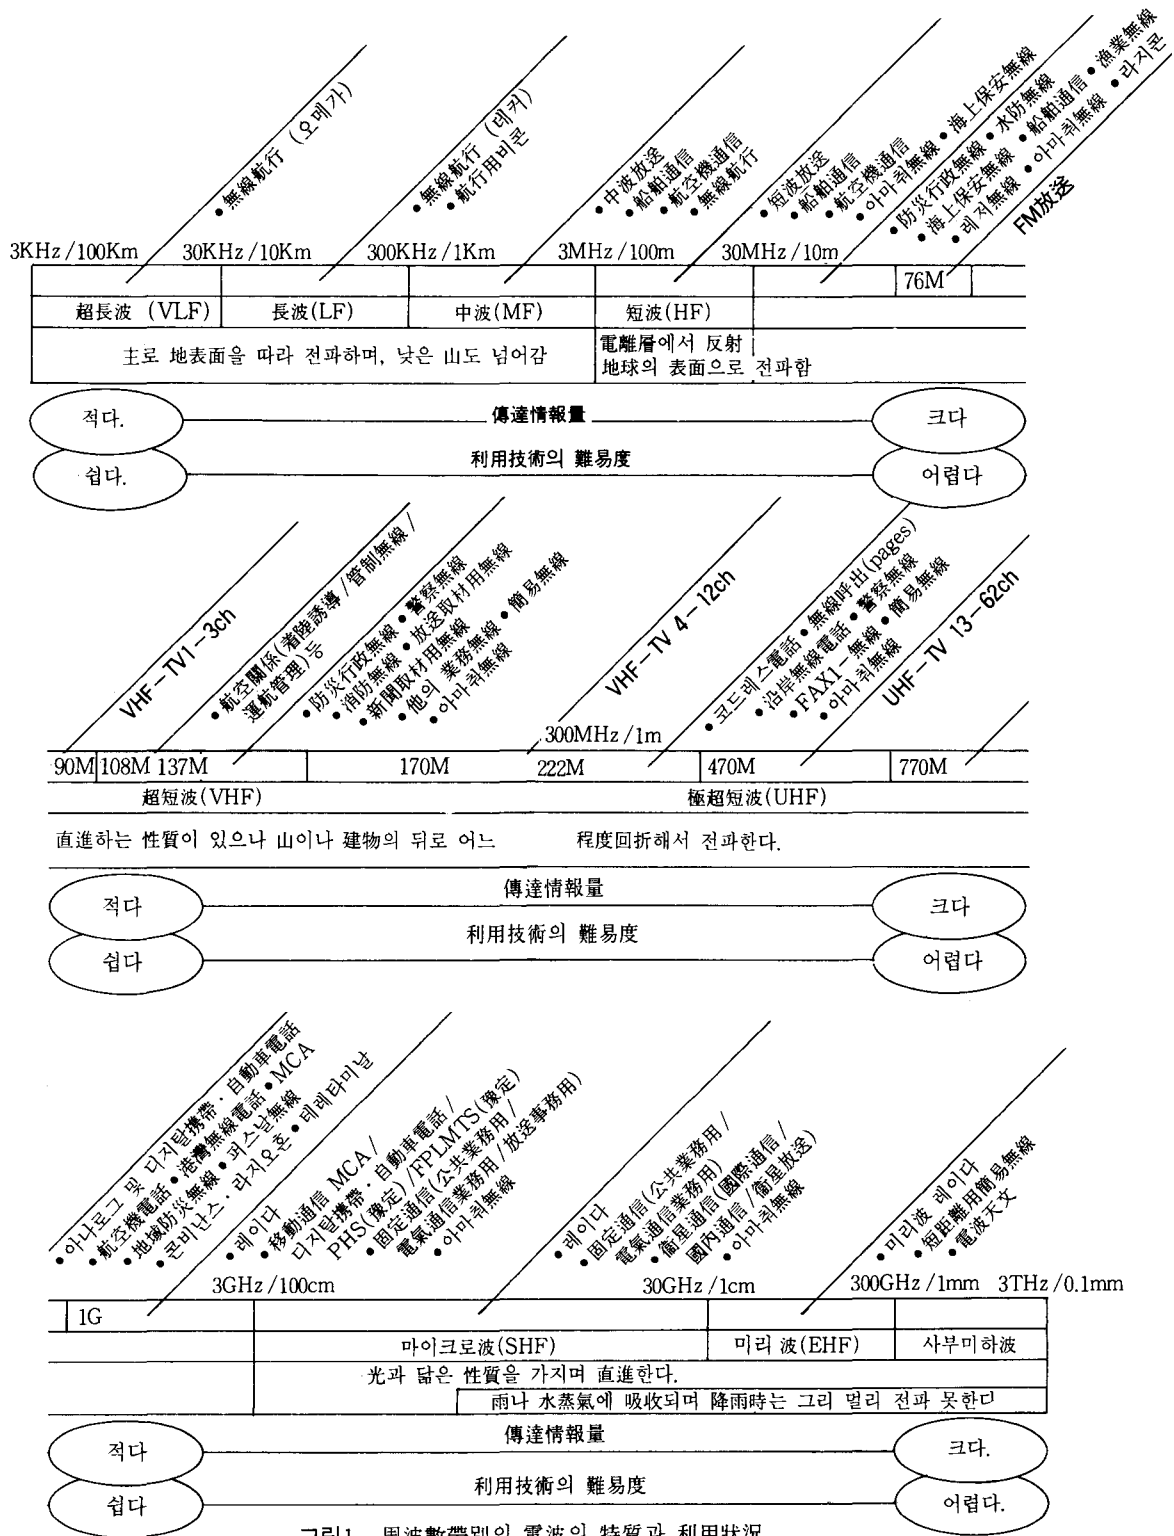 • 無線航行 (오메가)
• 無線航行 (데커)
• 航行用비콘
• 中波放送
• 船舶通信
• 航空機通信
• 無線航行
• 短波放送
• 船舶通信
• 航空機通信
• 아마취無線 • 海上保安無線
• 防災行政無線 • 水防無線
• 海上保安無線 • 船舶通信 • 漁業無線
• 레저無線 • 아마취無線 • 라지콘
FM放送
3KHz/100Km 30KHz/10Km 300KHz/1Km 3MHz/100m 30MHz/10m
76M
超長波 (VLF) 長波(LF) 中波(MF) 短波(HF)
主로 地表面을 따라 전파하며, 낮은 山도 넘어감
電離層에서 反射
地球의 表面으로 전파함
적다. 傳達情報量 크다
쉽다. 利用技術의 難易度 어렵다
VHF-TV1-3ch
• 航空關係(着陸誘導/管制無線/
運航管理)등
• 防災行政無線 • 警察無線
• 消防無線 • 放送取材用無線
• 新聞取材用無線
• 他의 業務無線 • 簡易無線
• 아마취無線
VHF-TV 4-12ch
• 코드레스電話 • 無線呼出(pages)
• 沿岸無線電話 • 警察無線
• FAX1-無線 • 簡易無線
• 아마취無線
UHF-TV 13-62ch
300MHz/1m
90M 108M 137M 170M 222M 470M 770M
超短波(VHF) 極超短波(UHF)
直進하는 性質이 있으나 山이나 建物의 뒤로 어느 程度回折해서 전파한다.
적다 傳達情報量 크다
쉽다 利用技術의 難易度 어렵다
• 아나로그 및 디지탈携帶·自動車電話
• 航空機電話 • 港灣無線電話 • MCA
• 地域防災無線 • 퍼스날無線
• 콘비난스·라지오혼 • 테레타미날
• 레이다
• 移動通信 MCA/
디지탈携帶·自動車電話/
PHS(豫定)/FPLMTS(豫定)
• 固定通信(公共業務用/
電氣通信業務用/放送事務用)
• 아마취無線
• 레이다
• 固定通信(公共業務用/
電氣通信業務用)
• 衛星通信(國際通信/
國內通信/衛星放送)
• 아마취無線
• 미리波 레이다
• 短距離用簡易無線
• 電波天文
3GHz/100cm 30GHz/1cm 300GHz/1mm 3THz/0.1mm
1G
마이크로波(SHF) 미리 波(EHF) 사부미하波
光과 닮은 性質을 가지며 直進한다.
雨나 水蒸氣에 吸收되며 降雨時는 그리 멀리 전파 못한다
적다 傳達情報量 크다.
쉽다 利用技術의 難易度 어렵다.
그림1. 周波數帶別의 電波의 特質과 利用狀況